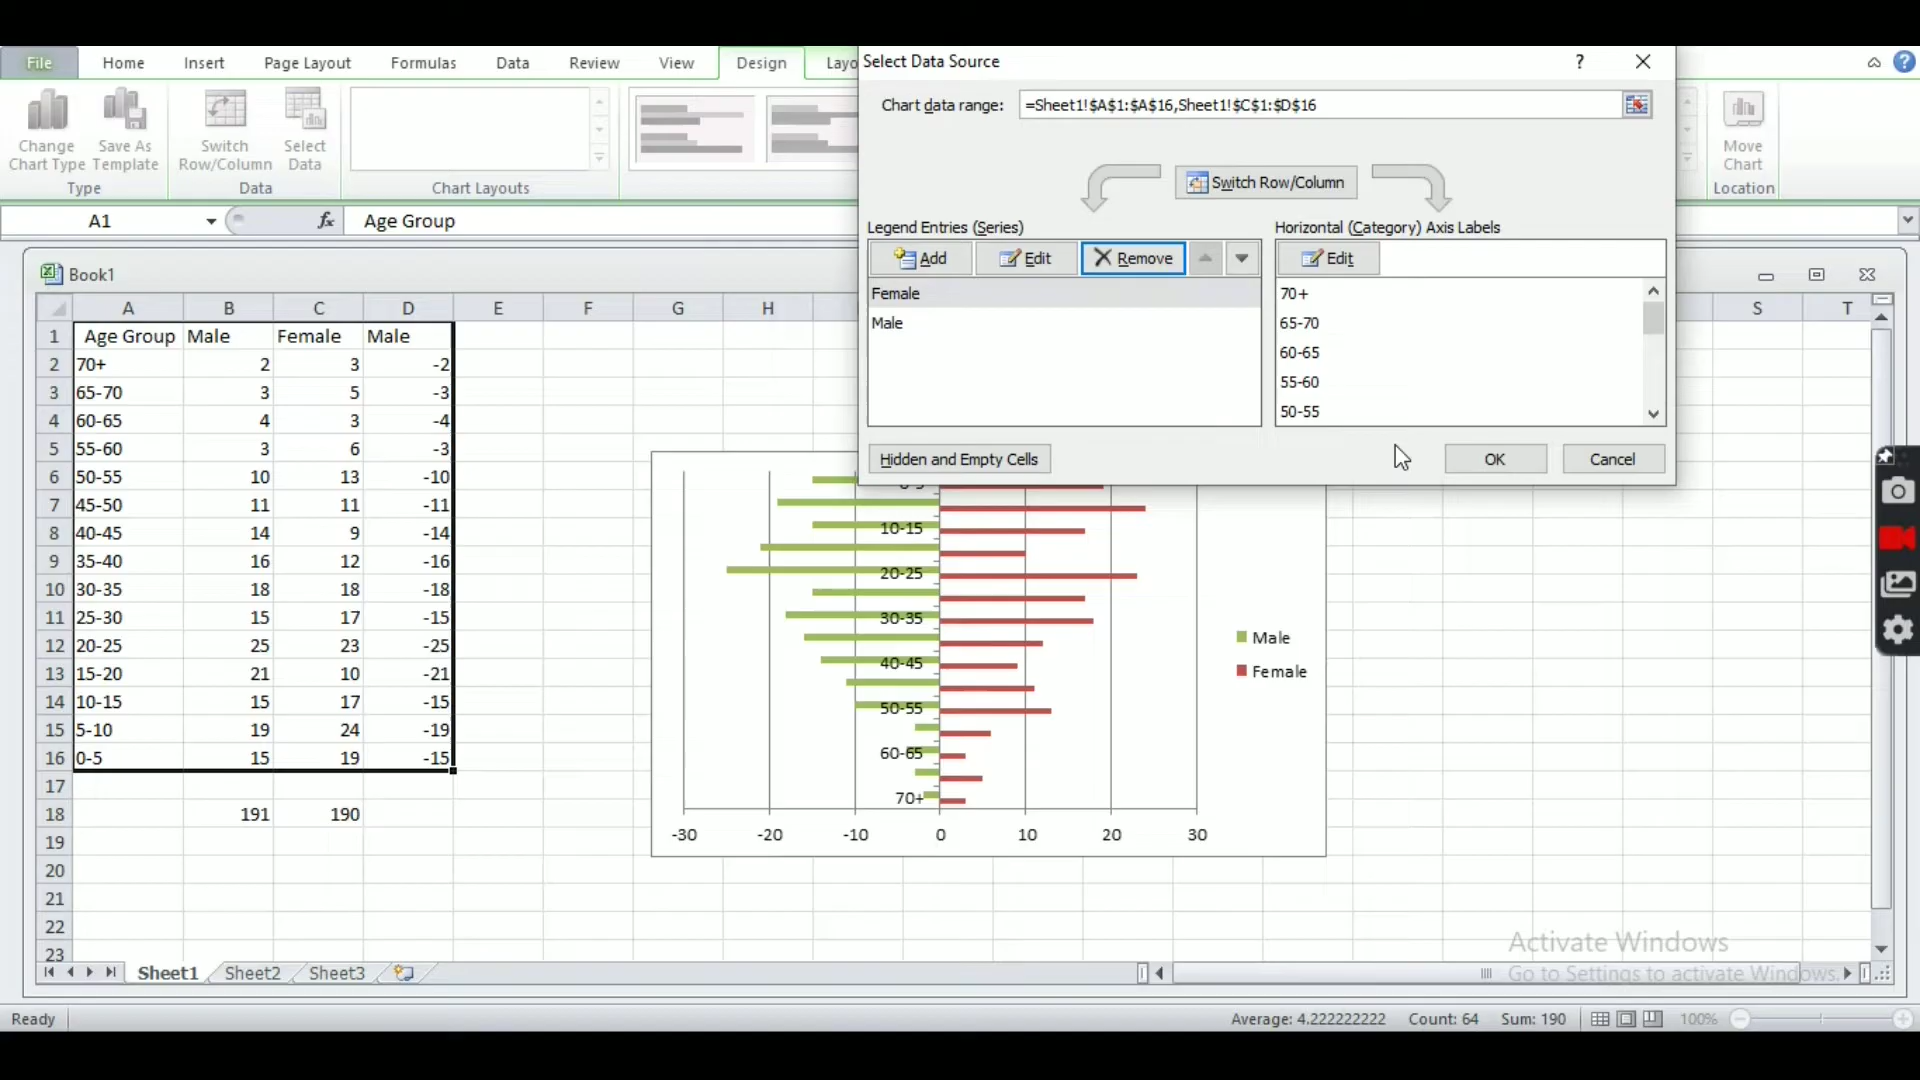 File Home Insert Page Layout Formulas Data Review View Design Layo
Select Data Source ? 
Chart data range: =Sheet1!$A$1:$A$16,Sheet1!$C$1:$D$16
Change Chart Type
Save As Template
Switch Row/Column
Select Data
Move Chart
Type Data Chart Layouts Location
Switch Row/Column
A1 fx Age Group
Legend Entries (Series) Horizontal (Category) Axis Labels
Add Edit Remove Edit
Female
Male
70+
65-70
60-65
55-60
50-55
Hidden and Empty Cells OK Cancel
Book1
A B C D E F G H S T
1 Age Group Male Female Male
2 70+ 2 3 -2
3 65-70 3 5 -3
4 60-65 4 3 -4
5 55-60 3 6 -3
6 50-55 10 13 -10
7 45-50 11 11 -11
8 40-45 14 9 -14
9 35-40 16 12 -16
10 30-35 18 18 -18
11 25-30 15 17 -15
12 20-25 25 23 -25
13 15-20 21 10 -21
14 10-15 15 17 -15
15 5-10 19 24 -19
16 0-5 15 19 -15
17
18 191 190
19
20
21
22
23
10-15
20-25
30-35
40-45
50-55
60-65
70+
-30 -20 -10 0 10 20 30
Male
Female
Activate Windows
Go to Settings to activate Windows.
Sheet1 Sheet2 Sheet3
Ready Average: 4.222222222 Count: 64 Sum: 190 100%